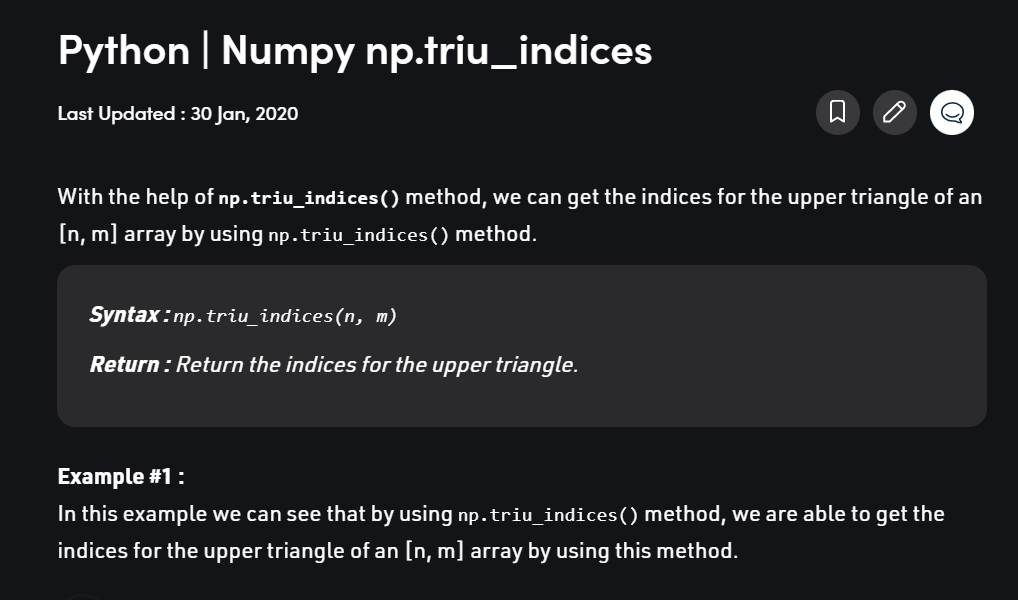 Python | Numpy np.triu_indices
Last Updated : 30 Jan, 2020
With the help of np.triu_indices() method, we can get the indices for the upper triangle of an
[n, m] array by using np.triu_indices() method.
Syntax : np.triu_indices(n, m)
Return : Return the indices for the upper triangle.
Example #1 :
In this example we can see that by using np.triu_indices() method, we are able to get the
indices for the upper triangle of an [n, m] array by using this method.